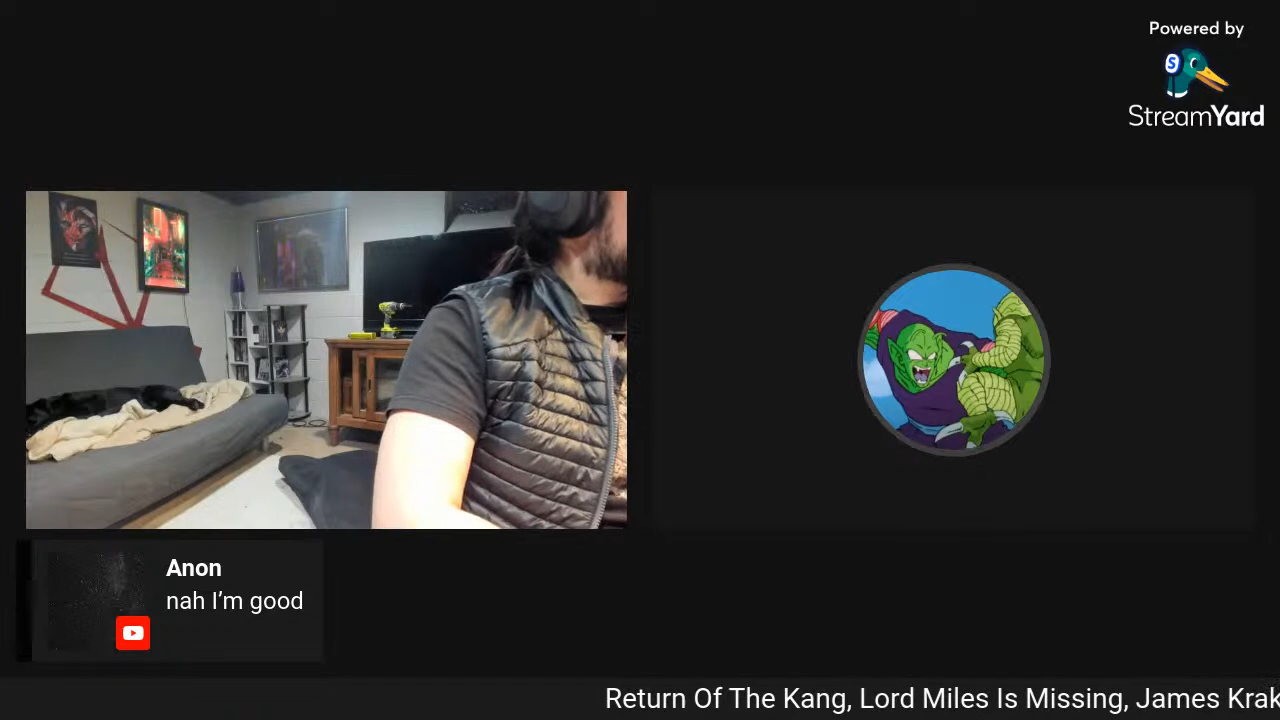 Powered by
S
StreamYard
Anon
nah I’m good
Return Of The Kang, Lord Miles Is Missing, James Krak